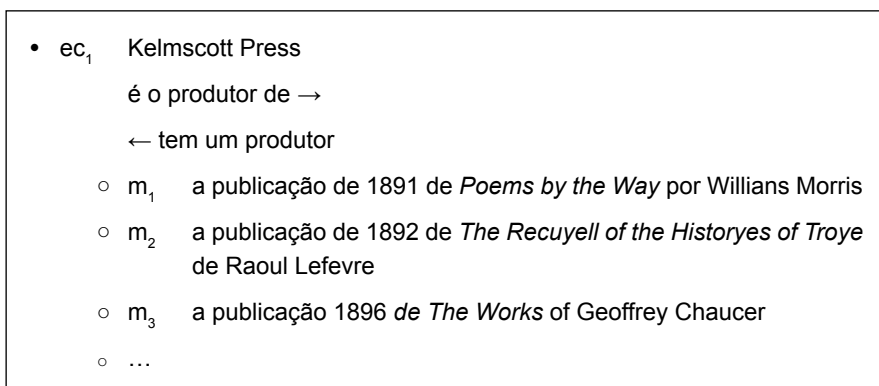 • ec₁ Kelmscott Press
é o produtor de →
← tem um produtor
○ m₁ a publicação de 1891 de Poems by the Way por Willians Morris
○ m₂ a publicação de 1892 de The Recuyell of the Historyes of Troye
de Raoul Lefevre
○ m₃ a publicação 1896 de The Works of Geoffrey Chaucer
○ …